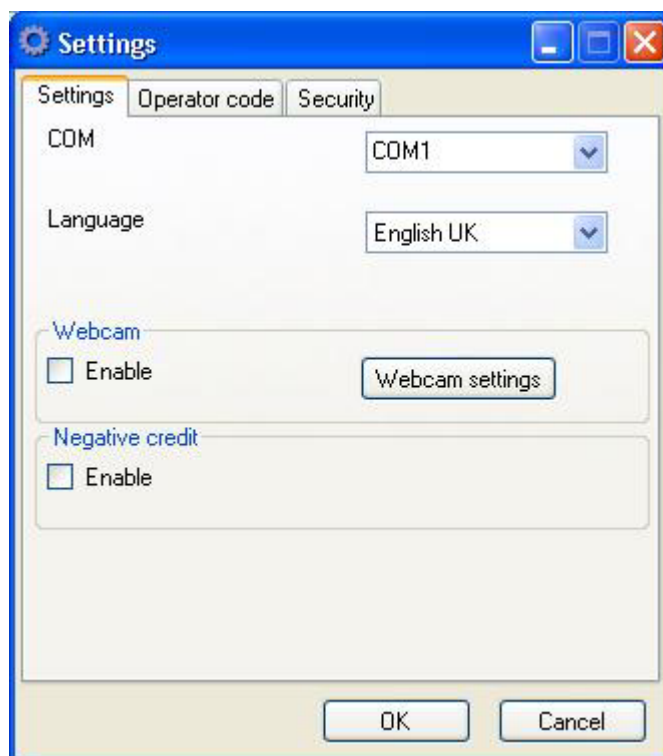 Settings
Settings Operator code Security
COM COM1
Language English UK
Webcam
Enable Webcam settings
Negative credit
Enable
OK Cancel